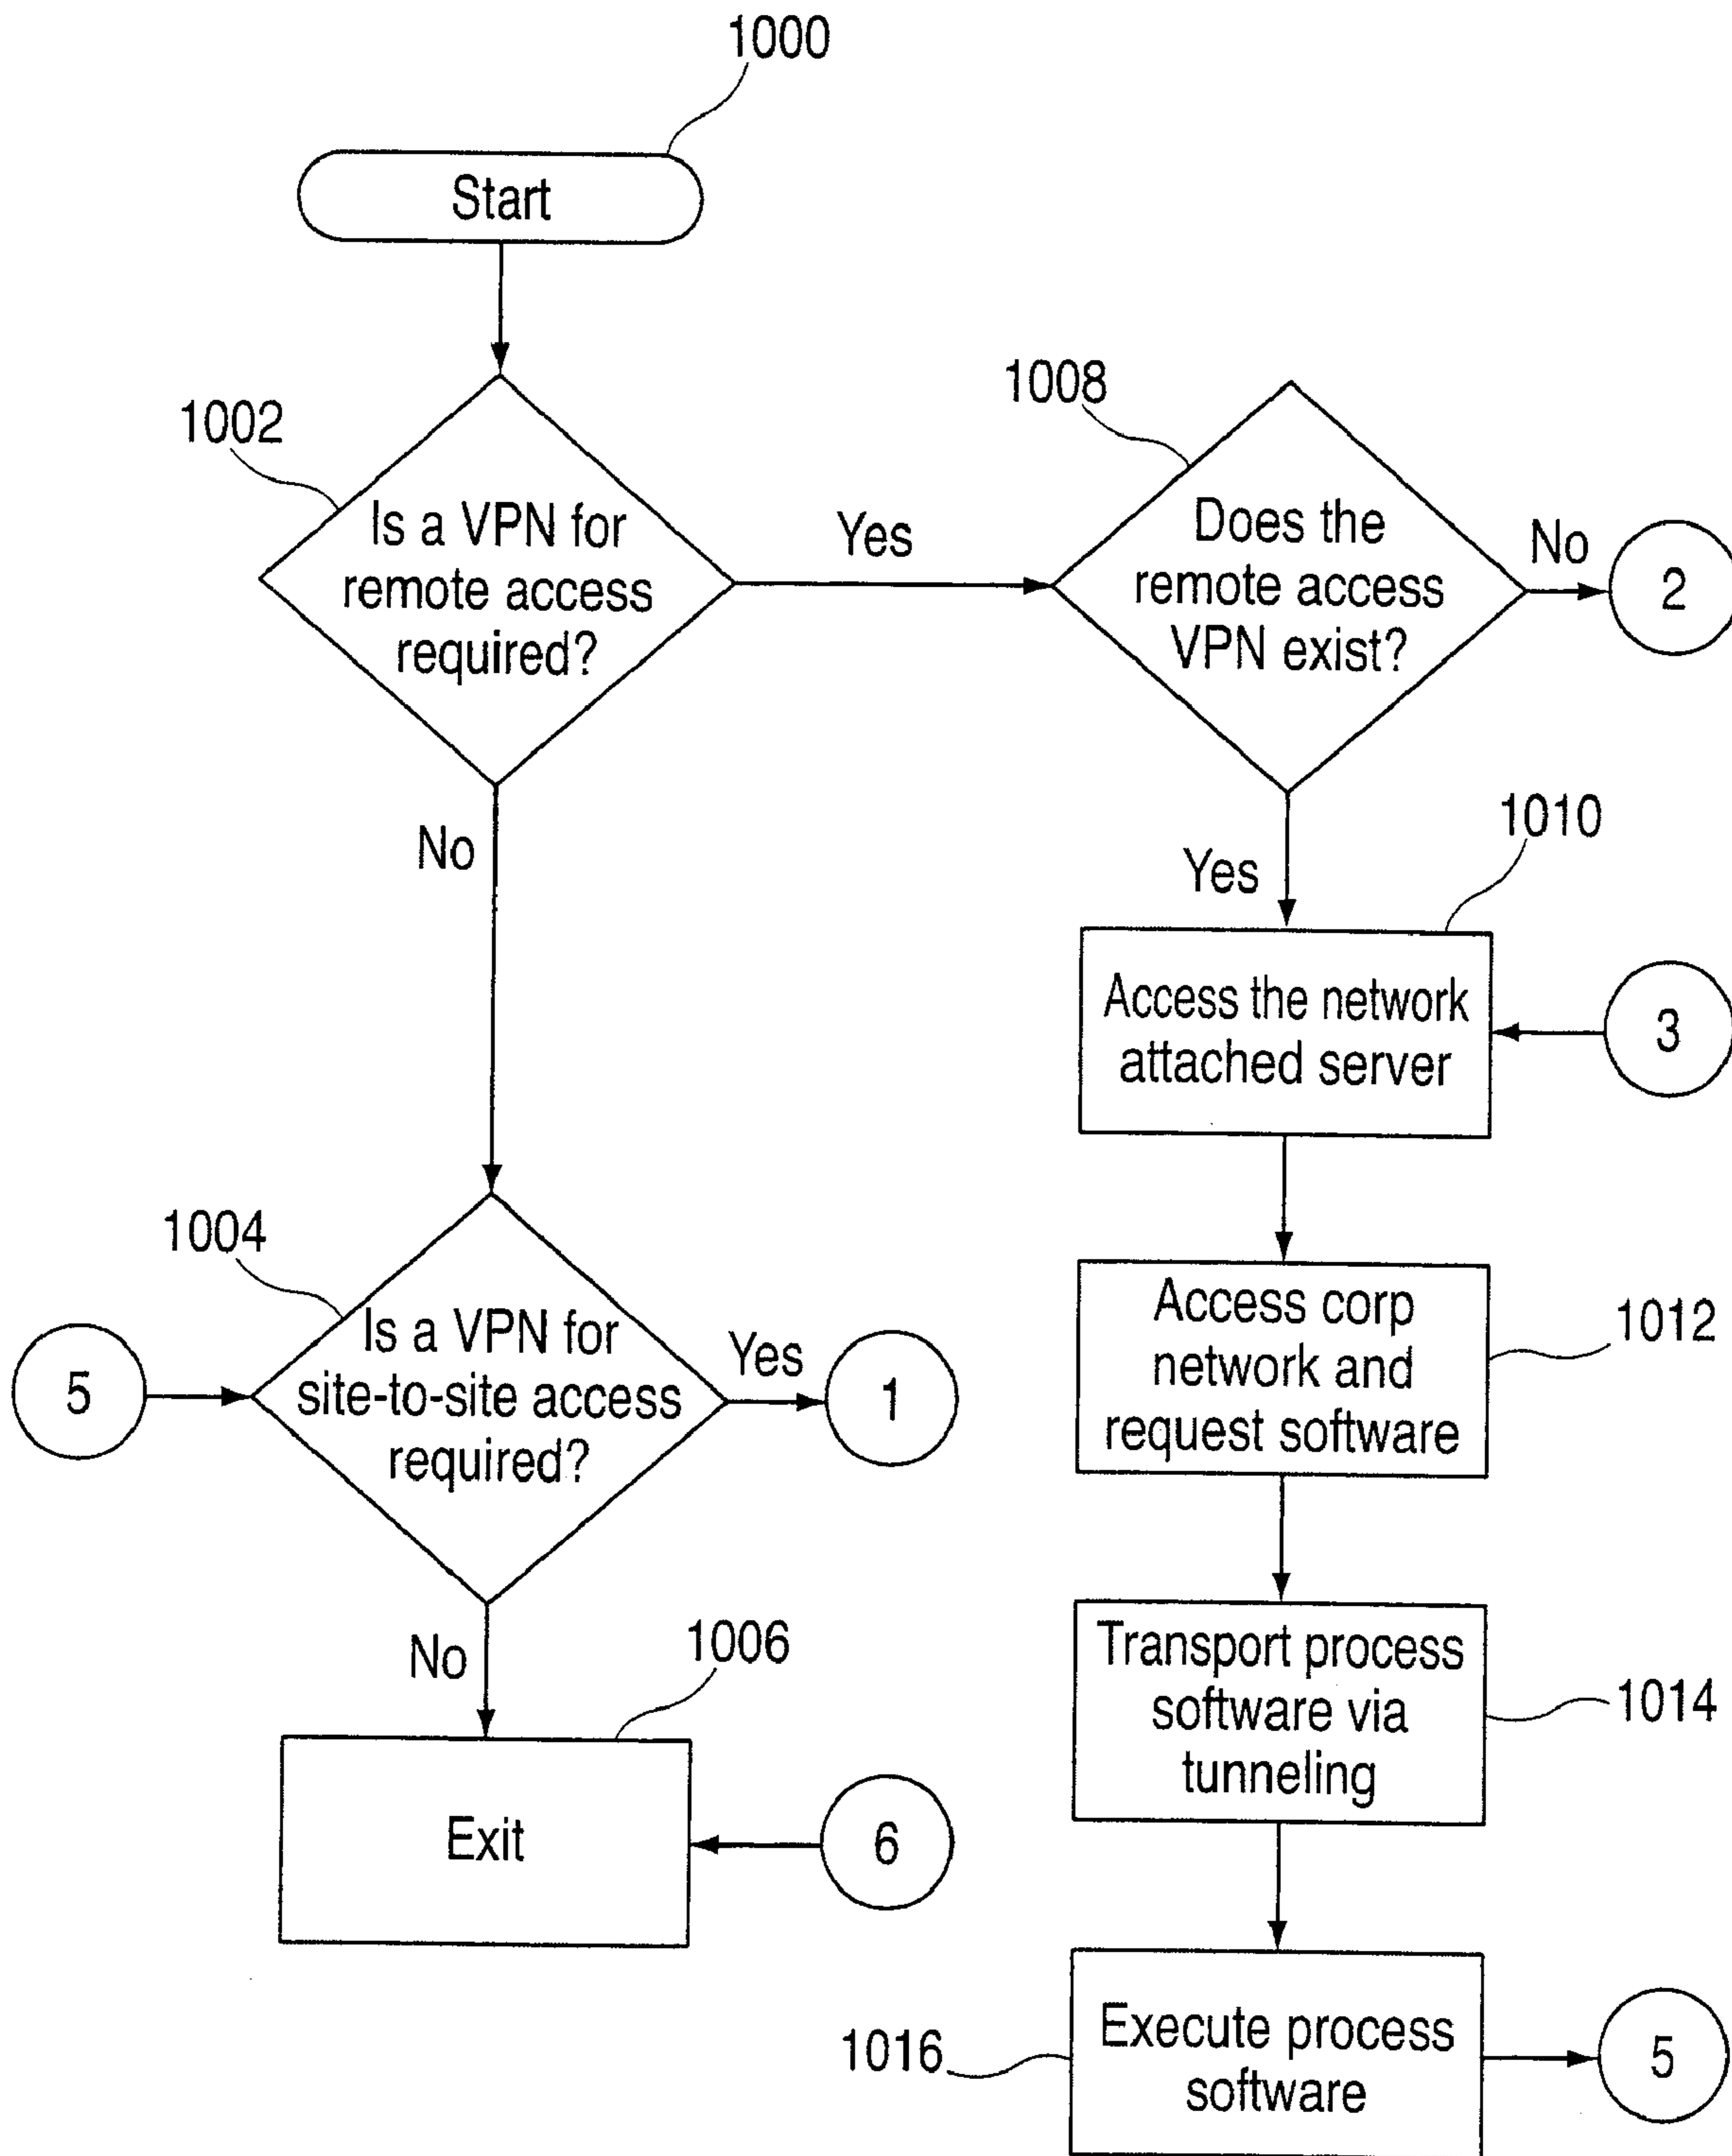 1000
Start
1002
Is a VPN for
remote access
required?
Yes
1008
Does the
remote access
VPN exist?
No
2
No
Yes
1010
Access the network
attached server
3
1004
5
Is a VPN for
site-to-site access
required?
Yes
1
Access corp
network and
request software
1012
No
1006
Exit
6
Transport process
software via
tunneling
1014
1016
Execute process
software
5